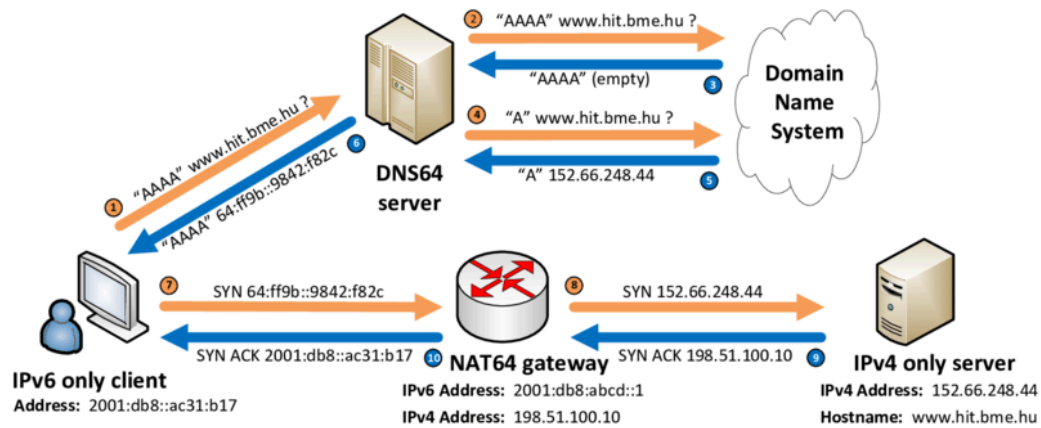 2 "AAAA" www.hit.bme.hu ?
"AAAA" (empty) 3
4 "A" www.hit.bme.hu ?
"A" 152.66.248.44 5
Domain
Name
System
DNS64
server
1 "AAAA" www.hit.bme.hu ?
6 "AAAA" 64:ff9b::9842:f82c
7 SYN 64:ff9b::9842:f82c
SYN ACK 2001:db8::ac31:b17 10
8 SYN 152.66.248.44
SYN ACK 198.51.100.10 9
IPv6 only client
Address: 2001:db8::ac31:b17
NAT64 gateway
IPv6 Address: 2001:db8:abcd::1
IPv4 Address: 198.51.100.10
IPv4 only server
IPv4 Address: 152.66.248.44
Hostname: www.hit.bme.hu